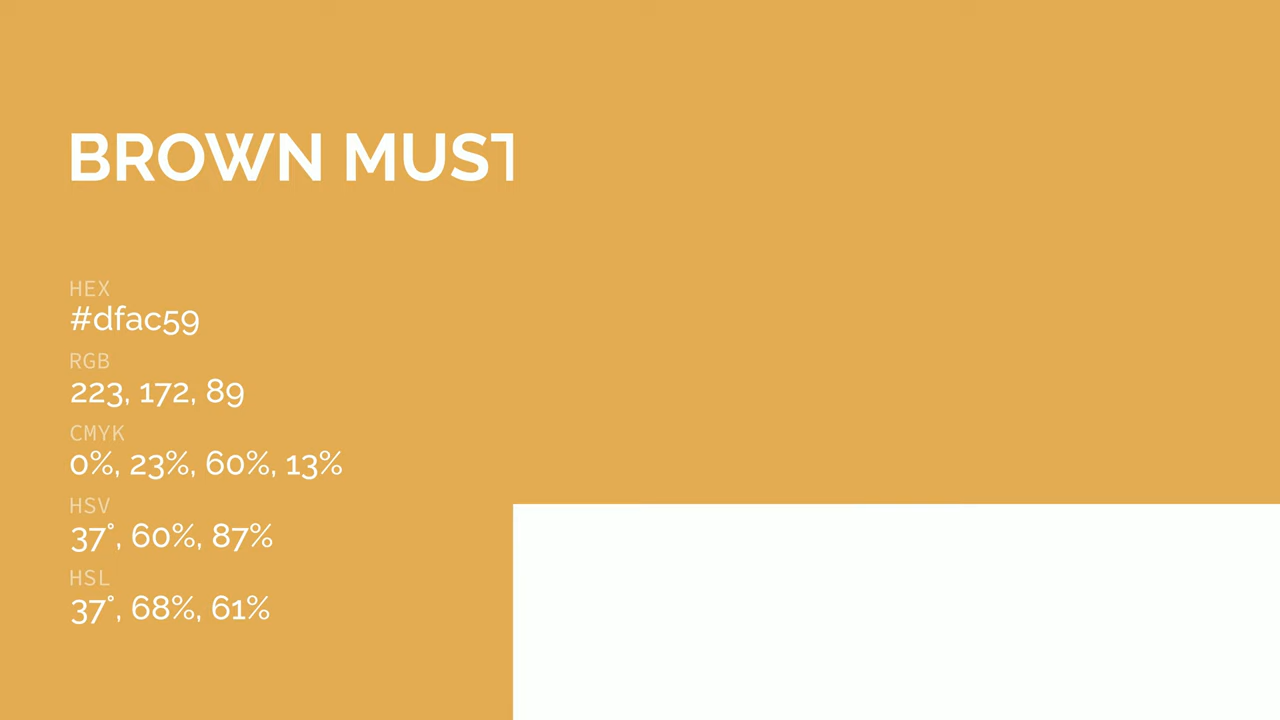 BROWN MUST
HEX
#dfac59
RGB
223, 172, 89
CMYK
0%, 23%, 60%, 13%
HSV
37°, 60%, 87%
HSL
37°, 68%, 61%